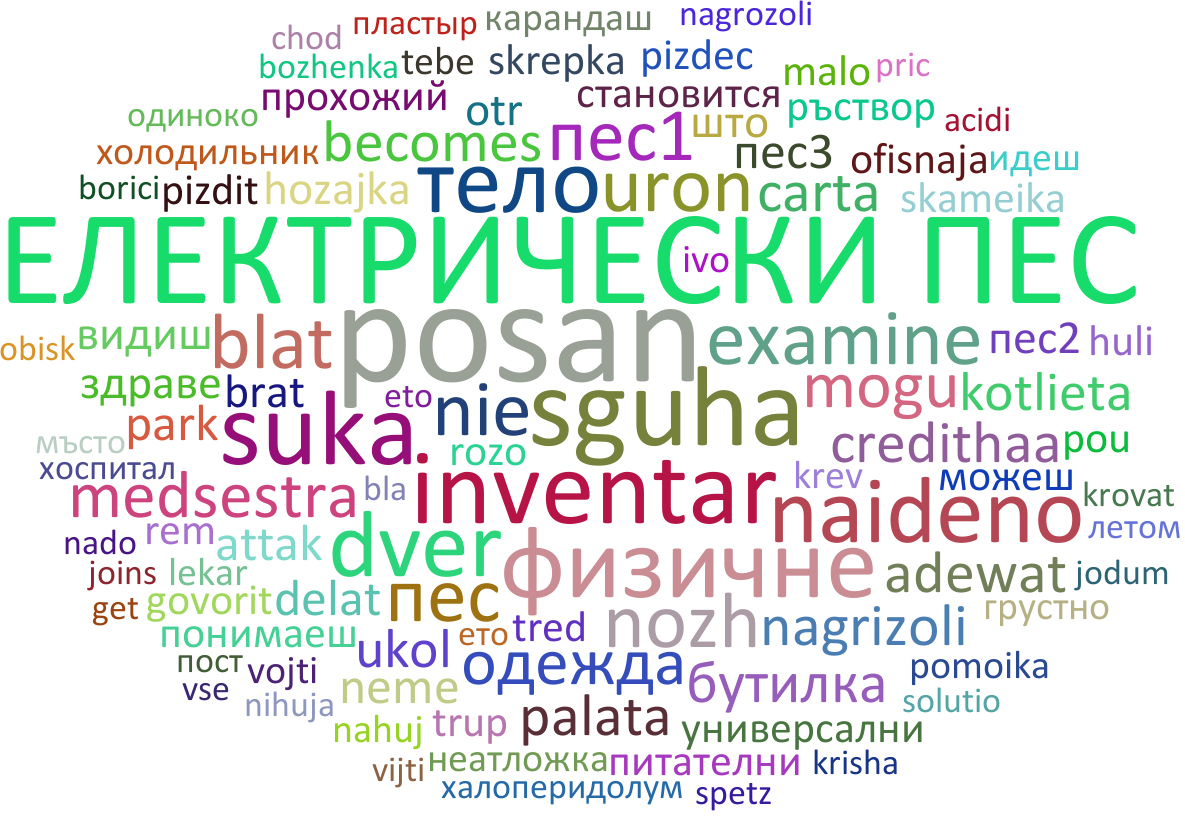 nagrozoli
пластыр карандаш
chod
bozhenka tebe skrepka pizdec
malo pric
прохожий otr становится ръствор
одиноко
холодильник becomes пес1 што пес3 ofisnaja acidi идеш
borici pizdit hozajka тело uron carta skameika
ЕЛЕКТРИЧЕСКИ ПЕС
ivo
obisk видиш blat posan examine пес2 huli
здраве brat eto nie sguha mogu kotlieta
park suka rozo credithaa pou
мъсто
хоспитал medsestra bla inventar krev naideno можеш krovat
nado rem attak dver физичне летом
joins lekar adewat jodum
get govorit delat пес nozh nagrizoli грустно
понимаеш ukol ето tred одежда
пост vojti pomoika
vse nihuja neme бутилка solutio
nahuj trup palata универсални
vijti неатложка питателни krisha
халоперидолум spetz